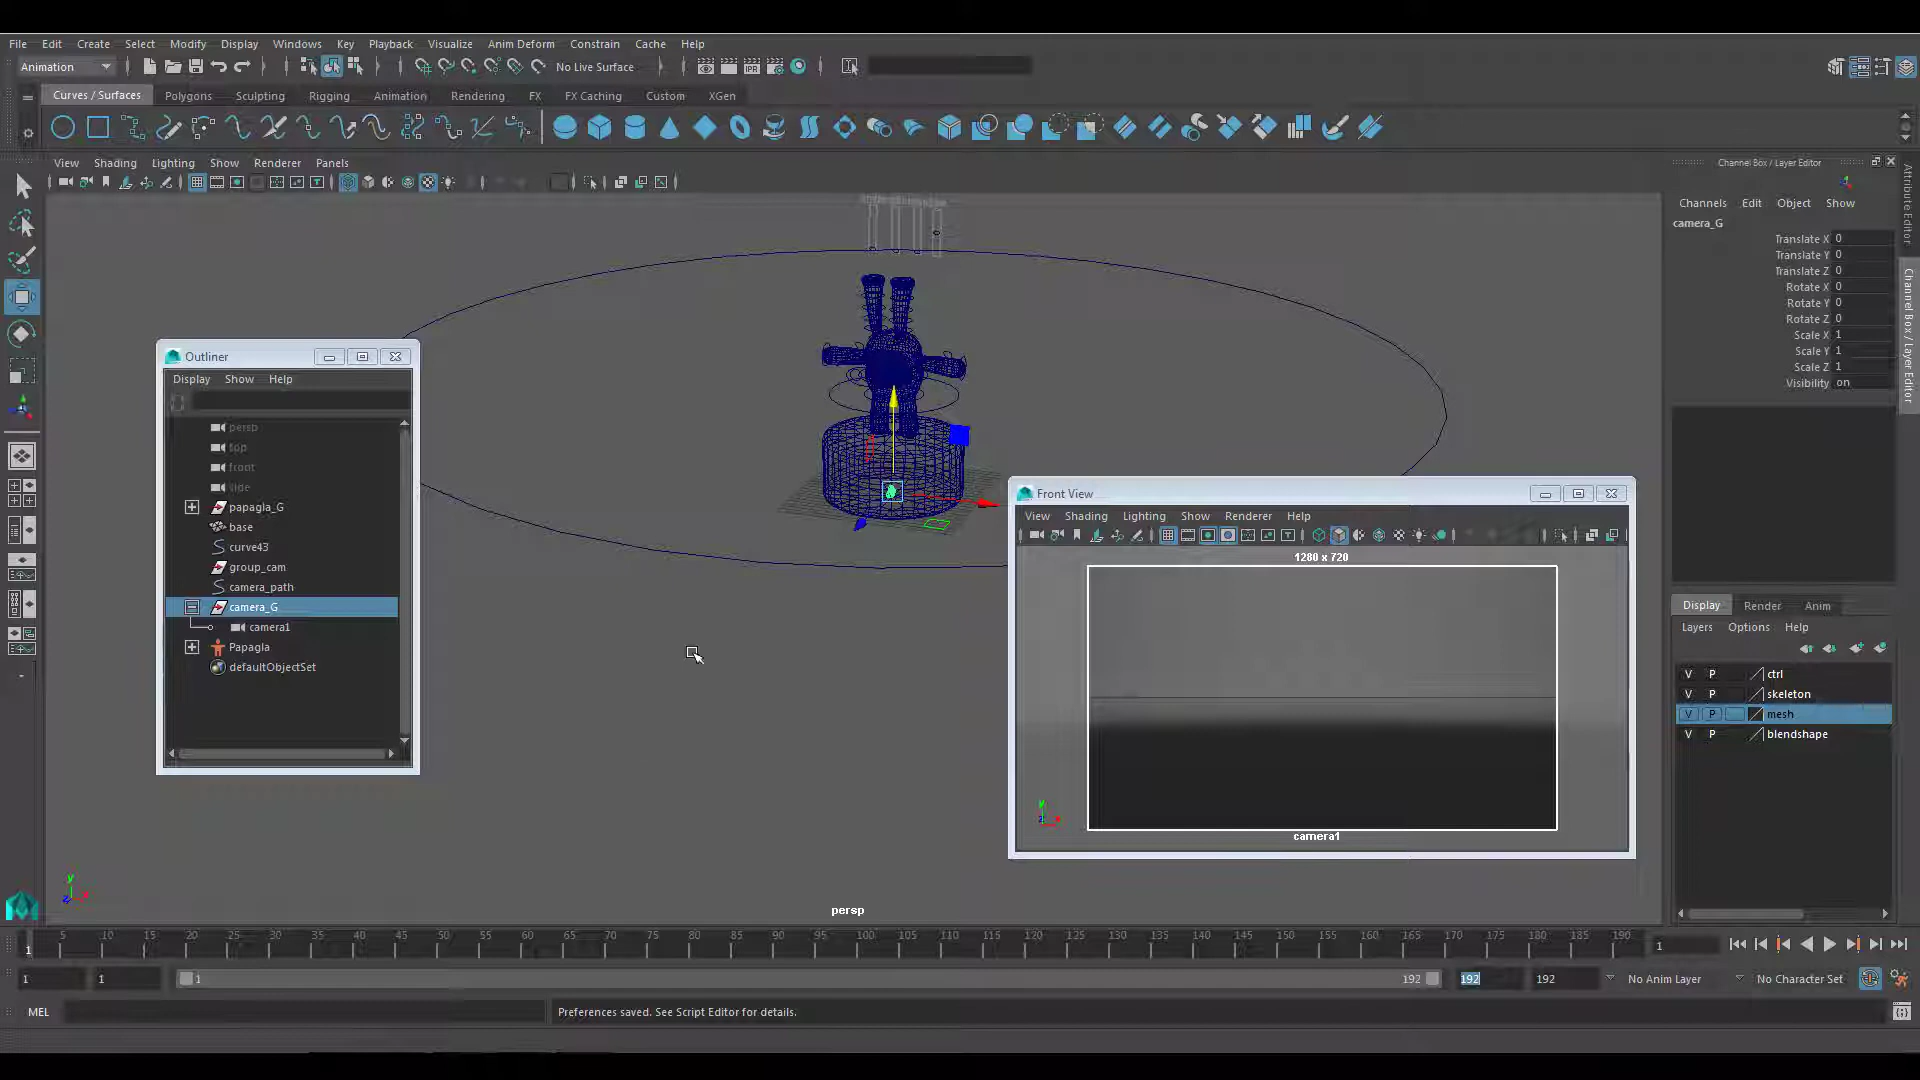 File Edit Create Select Modify Display Windows Key Playback Visualize Anim Deform Constrain Cache Help
Animation No Live Surface
Curves / Surfaces Polygons Sculpting Rigging Animation Rendering FX FX Caching Custom XGen
View Shading Lighting Show Renderer Panels
Channel Box / Layer Editor
Channels Edit Object Show
camera_G
Translate X 0
Translate Y 0
Translate Z 0
Rotate X 0
Rotate Y 0
Rotate Z 0
Scale X 1
Scale Y 1
Scale Z 1
Visibility on
Attribute Editor
Channel Box / Layer Editor
Outliner
Display Show Help
persp
top
front
side
papagla_G
base
curve43
group_cam
camera_path
camera_G
camera1
Papagla
defaultObjectSet
Front View
View Shading Lighting Show Renderer Help
1280 x 720
camera1
y
x
z
persp
Display Render Anim
Layers Options Help
V P ctrl
V P skeleton
V P mesh
V P blendshape
1 5 10 15 20 25 30 35 40 45 50 55 60 65 70 75 80 85 90 95 100 105 110 115 120 125 130 135 140 145 150 155 160 165 170 175 180 185 190 1
1 1 1 192 192 192 No Anim Layer No Character Set
MEL Preferences saved. See Script Editor for details.